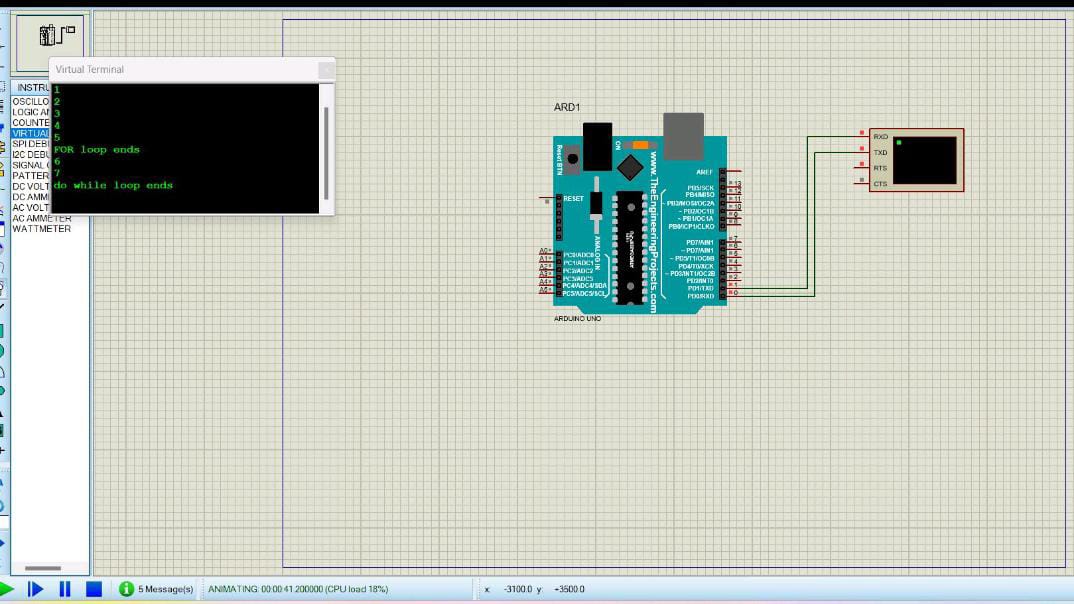 Virtual Terminal
1
2
3
4
5
FOR loop ends
6
7
do while loop ends
INSTRU
OSCILLO
LOGIC AN
COUNTE
VIRTUAL
SPI DEBU
I2C DEBU
SIGNAL G
PATTER
DC VOLT
DC AMME
AC VOLT
AC AMMETER
WATTMETER
ARD1
Reset BTN
ON
www.TheEngineeringProjects.com
ANALOG IN
RESET
AREF
PB5/SCK
PB4/MISO
~ PB3/MOSI/OC2A
~ PB2/OC1B
~ PB1/OC1A
PB0/ICP1/CLKO
PD7/AIN1
~ PD5/T1/OC0B
PD4/T0/XCK
~ PD3/INT1/OC2B
PD2/INT0
PD1/TXD
PD0/RXD
13
12
11
10
9
8
7
6
5
4
3
2
1
0
A0
A1
A2
A3
A4
A5
PC0/ADC0
PC1/ADC1
PC2/ADC2
PC3/ADC3
PC4/ADC4/SDA
PC5/ADC5/SCL
ARDUINO UNO
RXD
TXD
RTS
CTS
5 Message(s)
ANIMATING: 00:00:41.200000 (CPU load 18%)
x: -3100.0 y: +3500.0